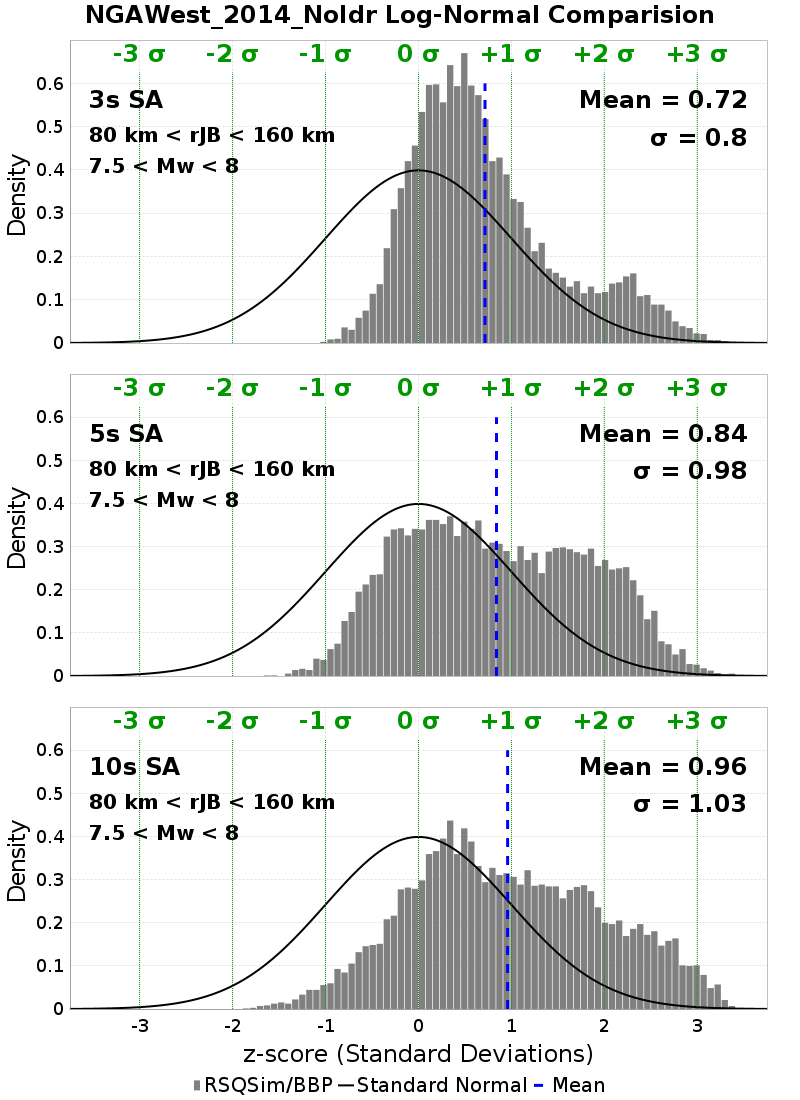 NGAWest_2014_NoIdr Log-Normal Comparision
-3 σ -2 σ -1 σ 0 σ +1 σ +2 σ +3 σ
3s SA
Mean = 0.72
80 km < rJB < 160 km
σ = 0.8
7.5 < Mw < 8
Density
0.6
0.5
0.4
0.3
0.2
0.1
0
-3 σ -2 σ -1 σ 0 σ +1 σ +2 σ +3 σ
5s SA
Mean = 0.84
80 km < rJB < 160 km
σ = 0.98
7.5 < Mw < 8
Density
0.6
0.5
0.4
0.3
0.2
0.1
0
-3 σ -2 σ -1 σ 0 σ +1 σ +2 σ +3 σ
10s SA
Mean = 0.96
80 km < rJB < 160 km
σ = 1.03
7.5 < Mw < 8
Density
0.6
0.5
0.4
0.3
0.2
0.1
0
-3 -2 -1 0 1 2 3
z-score (Standard Deviations)
RSQSim/BBP Standard Normal Mean